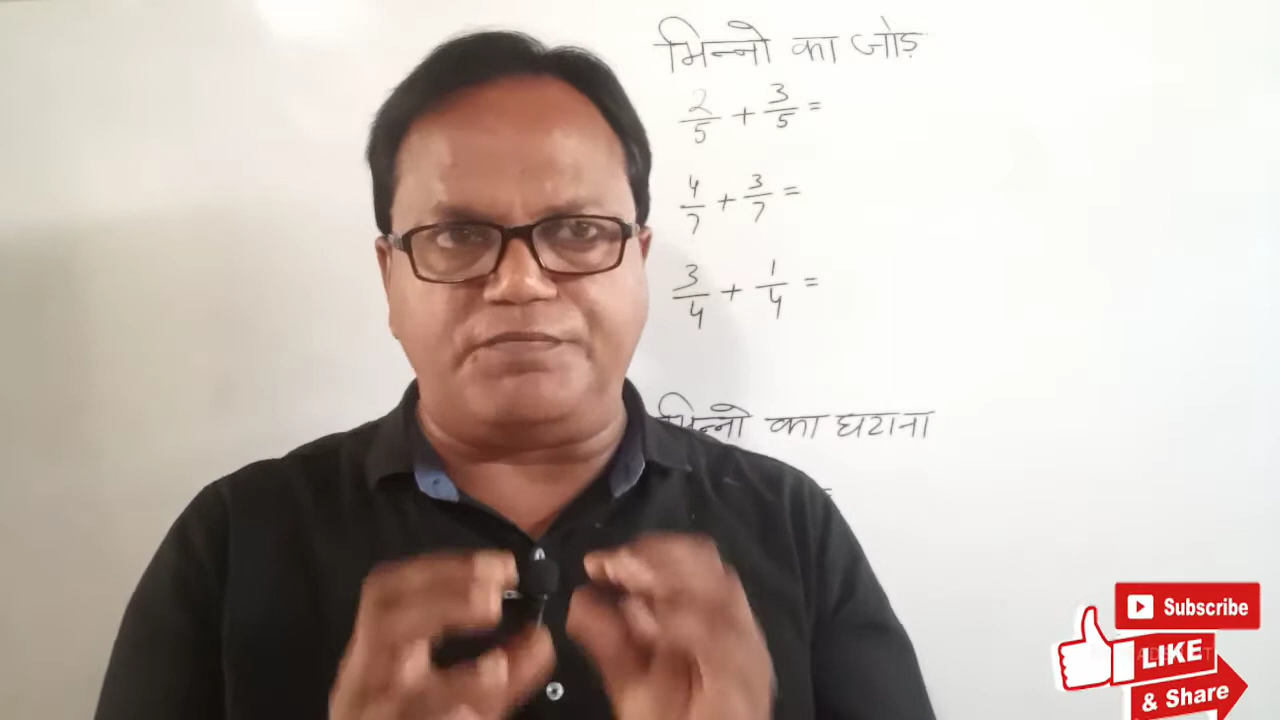 भिन्नो का जोड़
2/5 + 3/5 =
4/7 + 3/7 =
3/4 + 1/4 =
भिन्नो का घटाना
Subscribe
LIKE
& Share